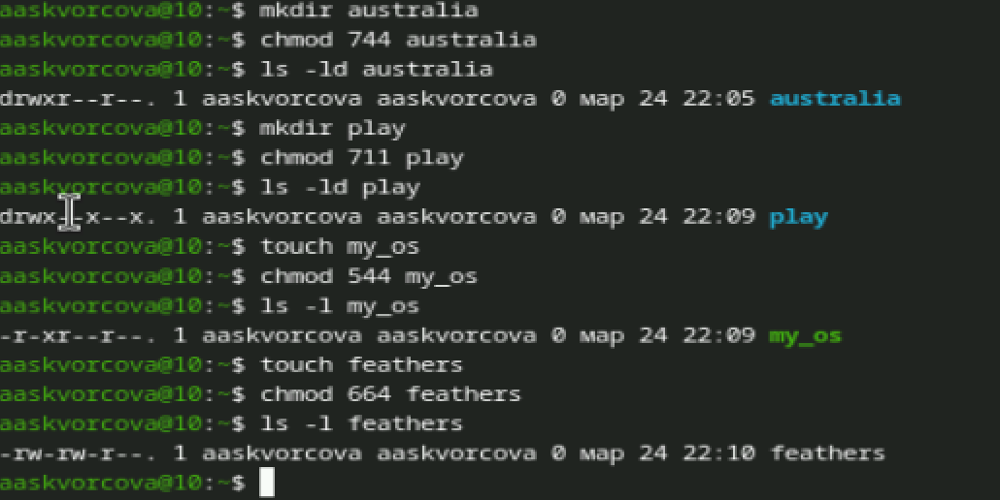 aaskvorcova@10:~$ mkdir australia
aaskvorcova@10:~$ chmod 744 australia
aaskvorcova@10:~$ ls -ld australia
drwxr--r--. 1 aaskvorcova aaskvorcova 0 мар 24 22:05 australia
aaskvorcova@10:~$ mkdir play
aaskvorcova@10:~$ chmod 711 play
aaskvorcova@10:~$ ls -ld play
drwx--x--x. 1 aaskvorcova aaskvorcova 0 мар 24 22:09 play
aaskvorcova@10:~$ touch my_os
aaskvorcova@10:~$ chmod 544 my_os
aaskvorcova@10:~$ ls -l my_os
-r-xr--r--. 1 aaskvorcova aaskvorcova 0 мар 24 22:09 my_os
aaskvorcova@10:~$ touch feathers
aaskvorcova@10:~$ chmod 664 feathers
aaskvorcova@10:~$ ls -l feathers
-rw-rw-r--. 1 aaskvorcova aaskvorcova 0 мар 24 22:10 feathers
aaskvorcova@10:~$